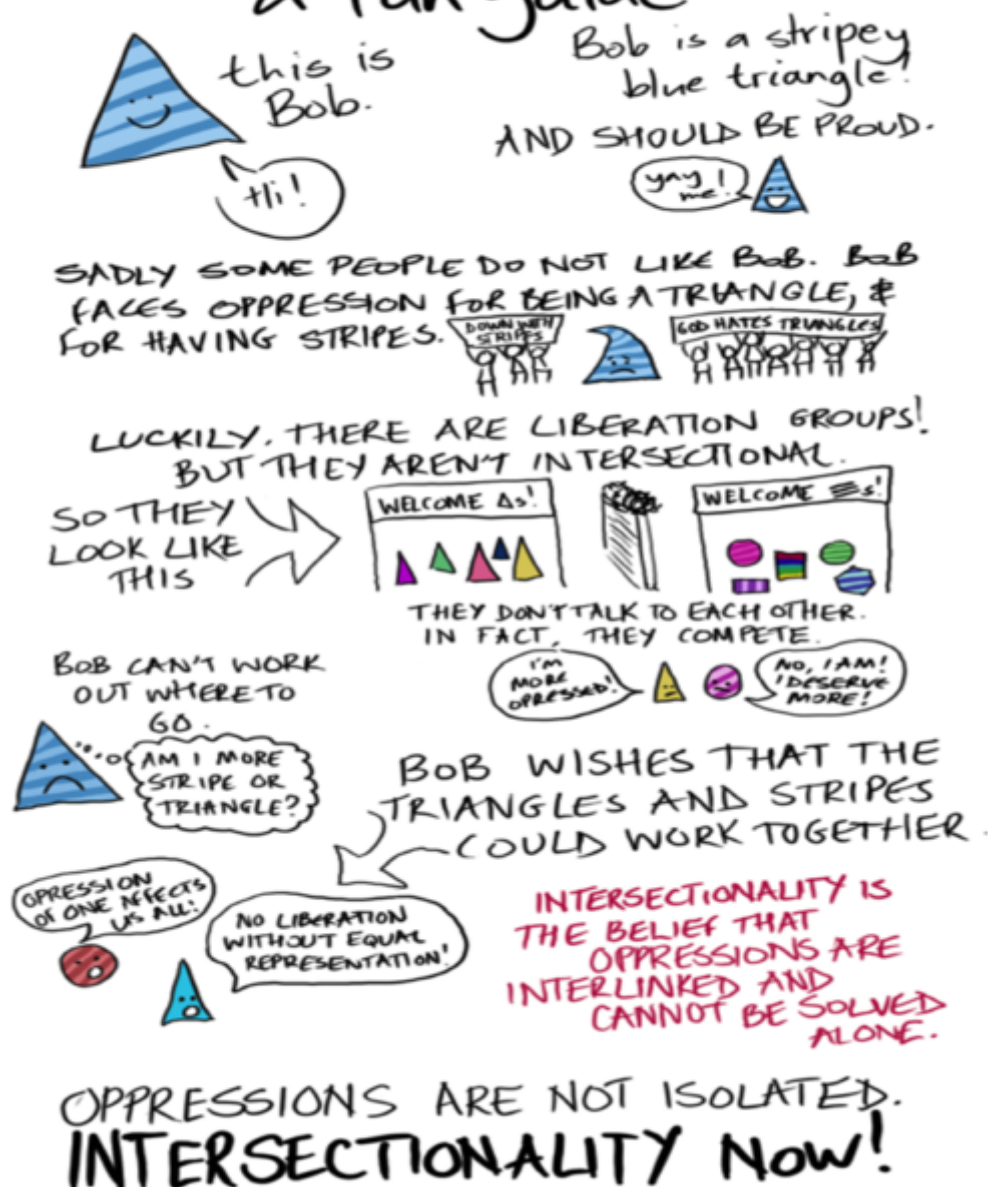 a fun guide
this is
Bob.
Hi!
Bob is a stripey
blue triangle!
AND SHOULD BE PROUD.
yay!
me!
SADLY SOME PEOPLE DO NOT LIKE BOB. BOB
FACES OPPRESSION FOR BEING A TRIANGLE, &
FOR HAVING STRIPES.
DOWN WITH
STRIPES
GOD HATES TRIANGLES
LUCKILY, THERE ARE LIBERATION GROUPS!
BUT THEY AREN'T INTERSECTIONAL.
SO THEY
LOOK LIKE
THIS
WELCOME Δs!
WELCOME ☰s!
THEY DON'T TALK TO EACH OTHER.
IN FACT, THEY COMPETE.
I'M
MORE
OPRESSED!
NO, I AM!
I DESERVE
MORE!
BOB CAN'T WORK
OUT WHERE TO
GO.
AM I MORE
STRIPE OR
TRIANGLE?
BOB WISHES THAT THE
TRIANGLES AND STRIPES
COULD WORK TOGETHER.
OPRESSION
OF ONE AFFECTS
US ALL!
NO LIBERATION
WITHOUT EQUAL
REPRESENTATION!
INTERSECTIONALITY IS
THE BELIEF THAT
OPPRESSIONS ARE
INTERLINKED AND
CANNOT BE SOLVED
ALONE.
OPPRESSIONS ARE NOT ISOLATED.
INTERSECTIONALITY NOW!